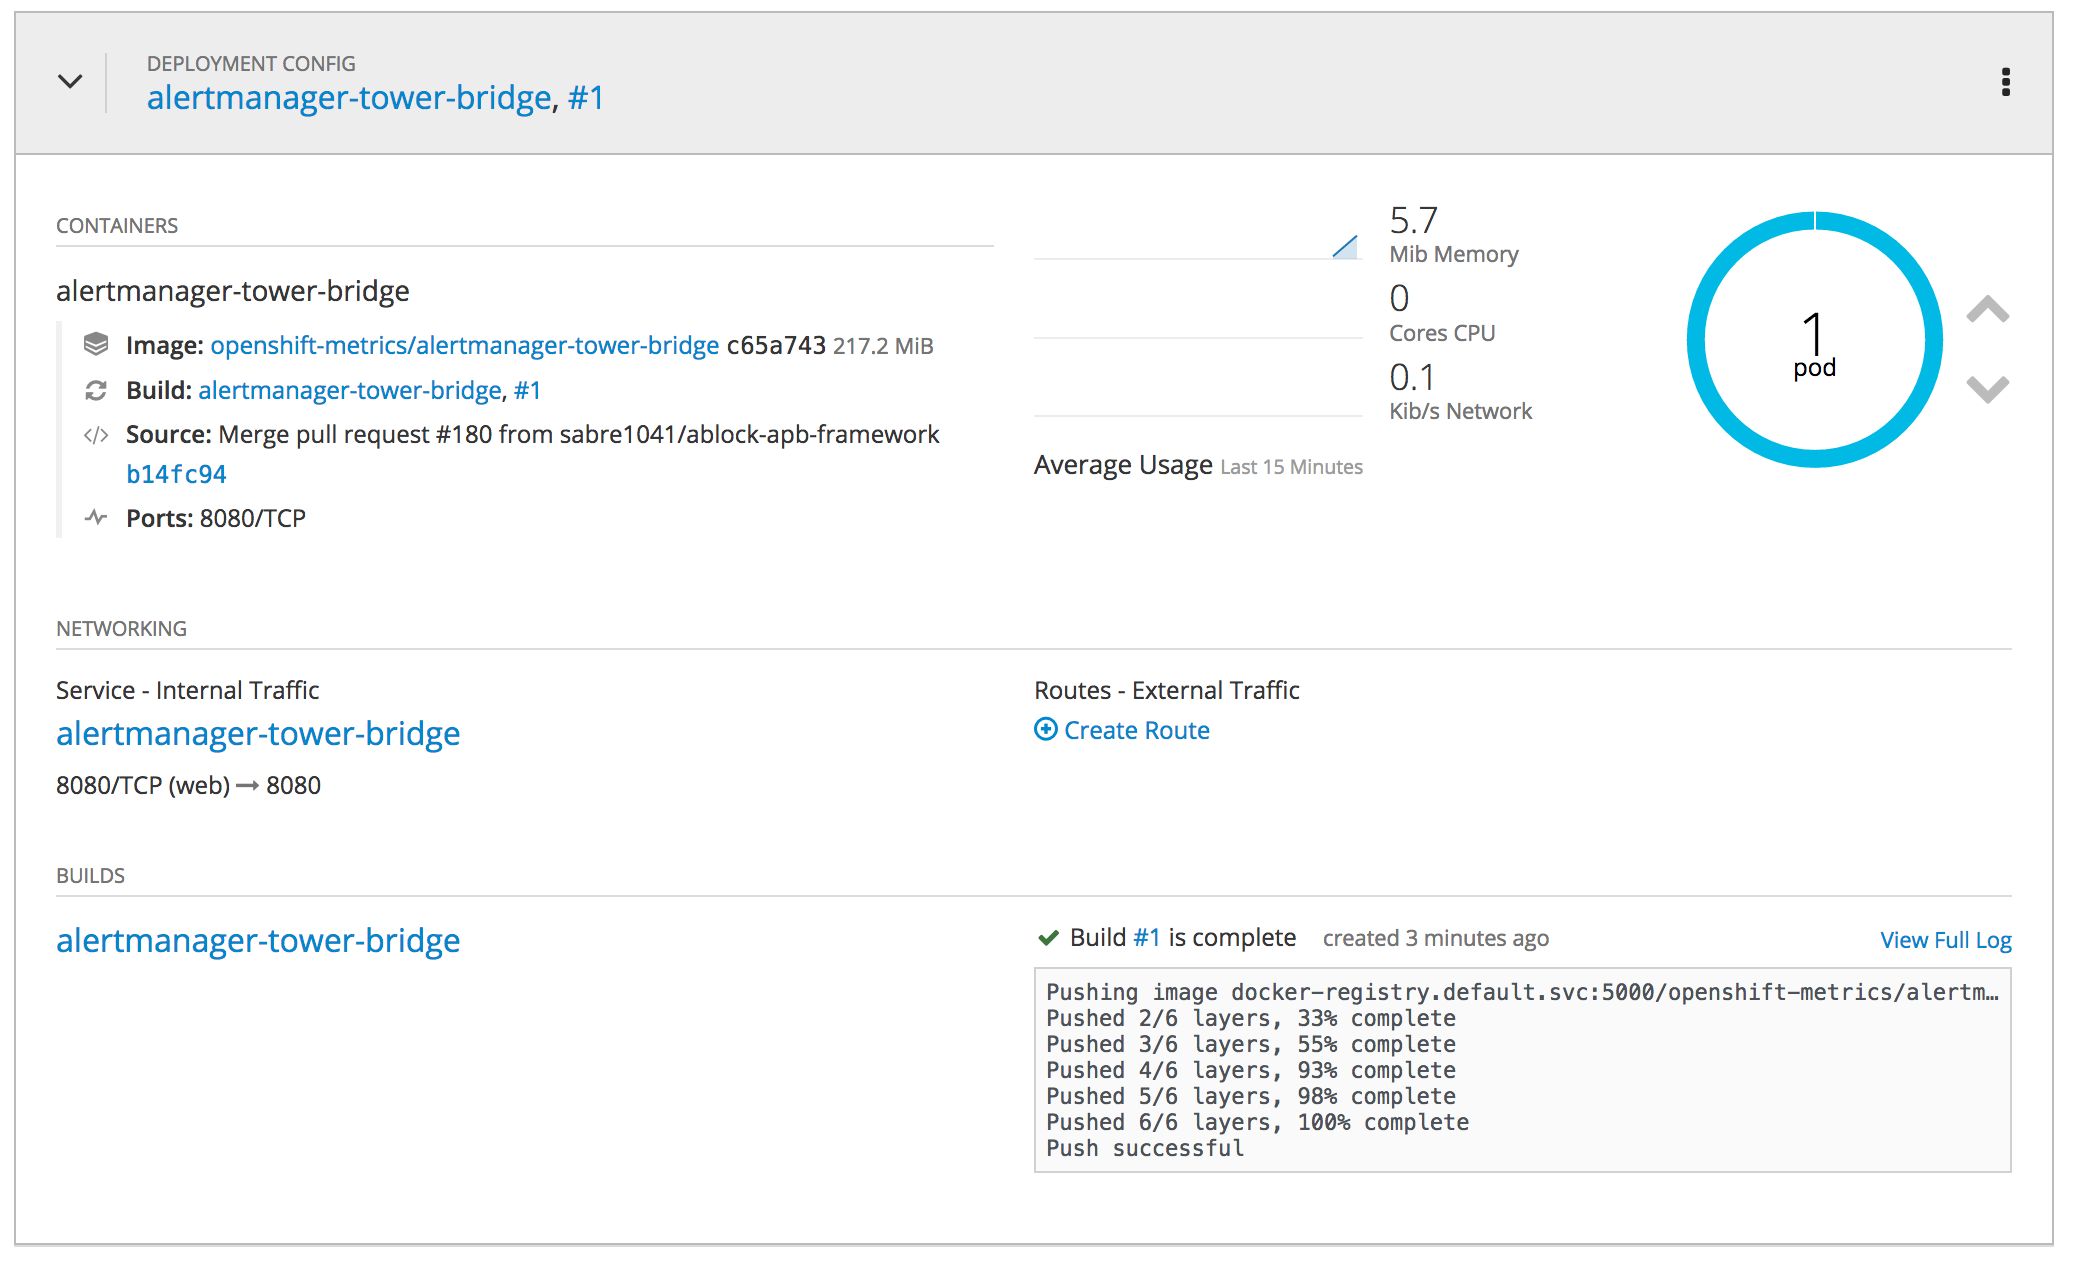 DEPLOYMENT CONFIG
alertmanager-tower-bridge, #1
CONTAINERS
alertmanager-tower-bridge
Image: openshift-metrics/alertmanager-tower-bridge c65a743 217.2 MiB
Build: alertmanager-tower-bridge, #1
Source: Merge pull request #180 from sabre1041/ablock-apb-framework
b14fc94
Ports: 8080/TCP
5.7
Mib Memory
0
Cores CPU
0.1
Kib/s Network
Average Usage Last 15 Minutes
1
pod
NETWORKING
Service - Internal Traffic
alertmanager-tower-bridge
8080/TCP (web) → 8080
Routes - External Traffic
Create Route
BUILDS
alertmanager-tower-bridge
Build #1 is complete created 3 minutes ago
View Full Log
Pushing image docker-registry.default.svc:5000/openshift-metrics/alertm…
Pushed 2/6 layers, 33% complete
Pushed 3/6 layers, 55% complete
Pushed 4/6 layers, 93% complete
Pushed 5/6 layers, 98% complete
Pushed 6/6 layers, 100% complete
Push successful